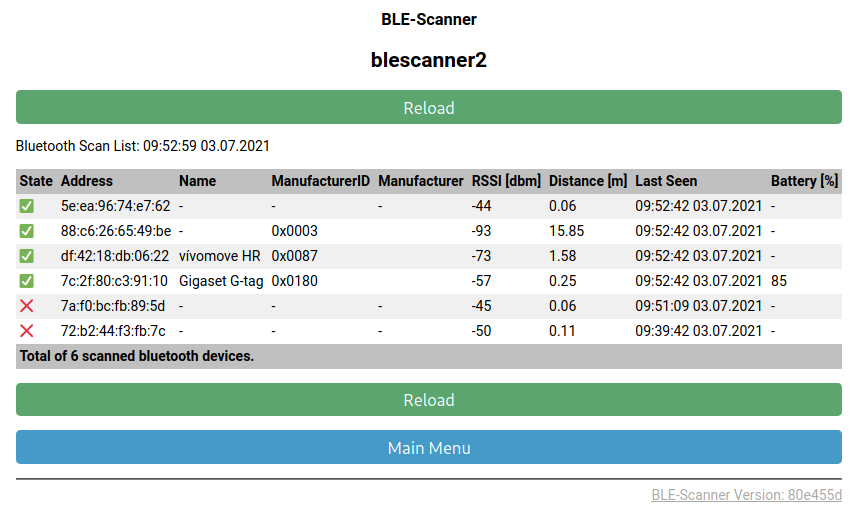 BLE-Scanner
blescanner2
Reload
Bluetooth Scan List: 09:52:59 03.07.2021
State Address Name ManufacturerID Manufacturer RSSI [dbm] Distance [m] Last Seen Battery [%]
5e:ea:96:74:e7:62 - - - -44 0.06 09:52:42 03.07.2021 -
88:c6:26:65:49:be - 0x0003 -93 15.85 09:52:42 03.07.2021 -
df:42:18:db:06:22 vívomove HR 0x0087 -73 1.58 09:52:42 03.07.2021 -
7c:2f:80:c3:91:10 Gigaset G-tag 0x0180 -57 0.25 09:52:42 03.07.2021 85
7a:f0:bc:fb:89:5d - - - -45 0.06 09:51:09 03.07.2021 -
72:b2:44:f3:fb:7c - - - -50 0.11 09:39:42 03.07.2021 -
Total of 6 scanned bluetooth devices.
Reload
Main Menu
BLE-Scanner Version: 80e455d